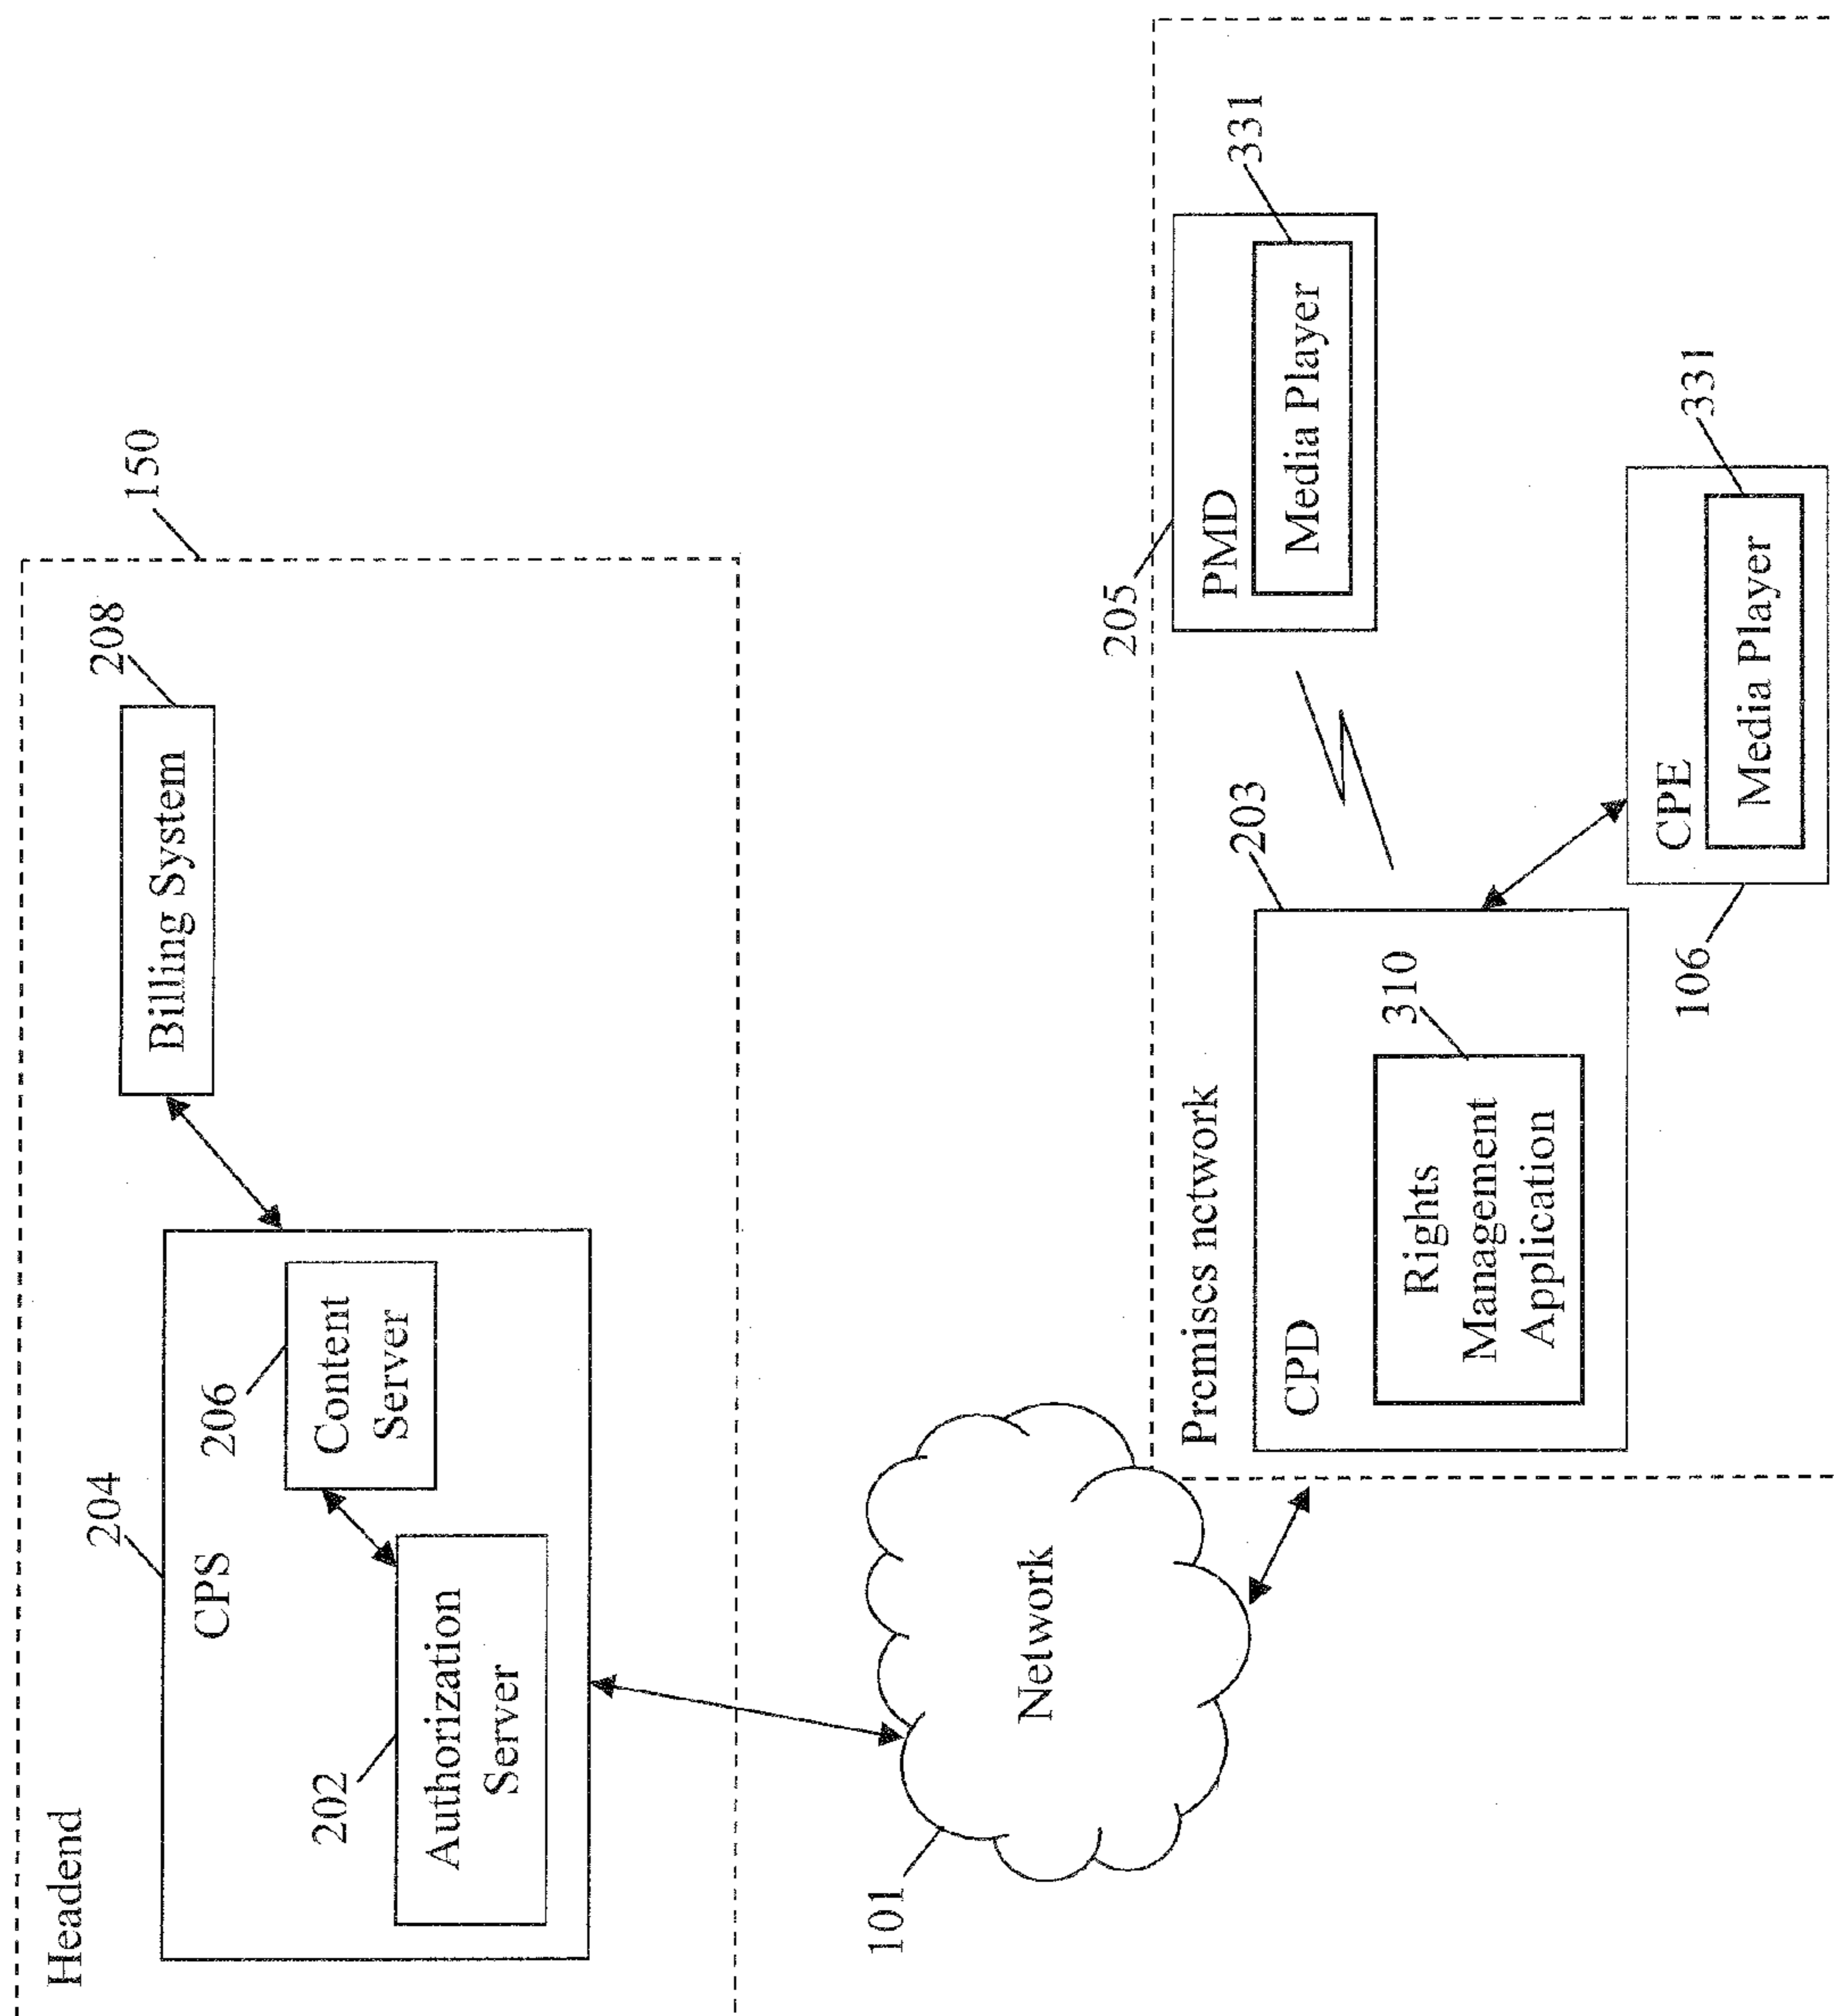 Headend
150
204
CPS
206
Content
Server
202
Authorization
Server
208
Billing System
101
Network
Premises network
203
CPD
310
Rights
Management
Application
205
PMD
331
Media Player
106
CPE
331
Media Player